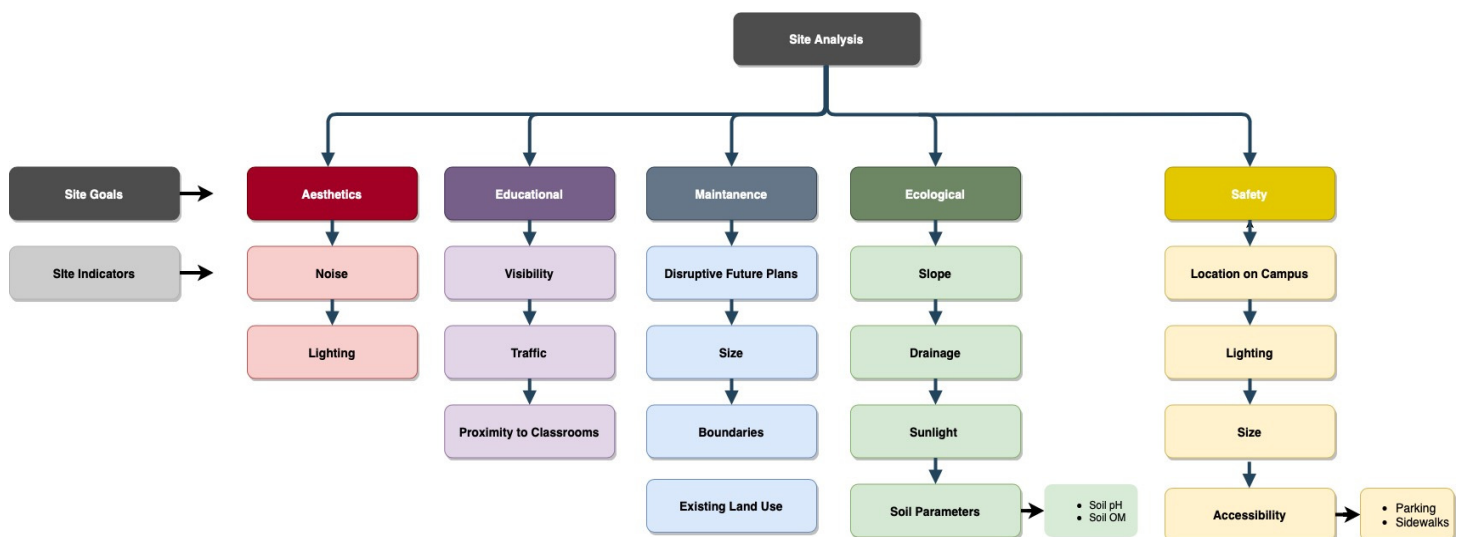 Site Analysis
Site Goals
Aesthetics
Educational
Maintanence
Ecological
Safety
SIte Indicators
Noise
Visibility
Disruptive Future Plans
Slope
Location on Campus
Lighting
Traffic
Size
Drainage
Lighting
Proximity to Classrooms
Boundaries
Sunlight
Size
Existing Land Use
Soil Parameters
• Soil pH
• Soil OM
Accessibility
• Parking
• Sidewalks